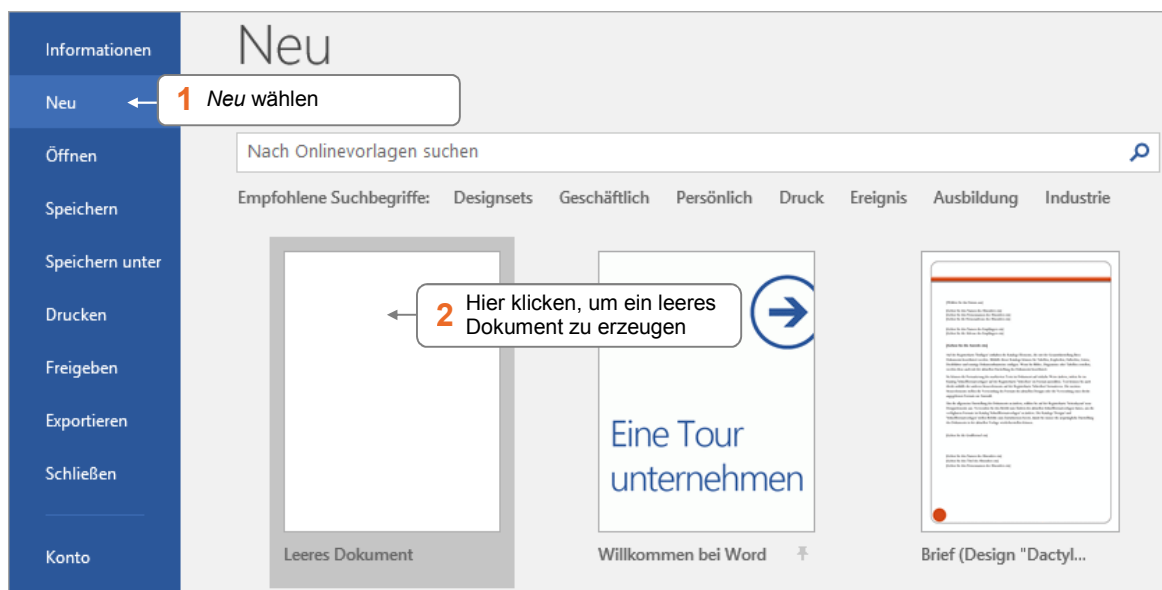 Informationen
Neu
Öffnen
Speichern
Speichern unter
Drucken
Freigeben
Exportieren
Schließen
Konto
Neu
1 Neu wählen
Nach Onlinevorlagen suchen
Empfohlene Suchbegriffe: Designsets Geschäftlich Persönlich Druck Ereignis Ausbildung Industrie
2 Hier klicken, um ein leeres
Dokument zu erzeugen
Leeres Dokument
Eine Tour
unternehmen
Willkommen bei Word
Brief (Design "Dactyl...